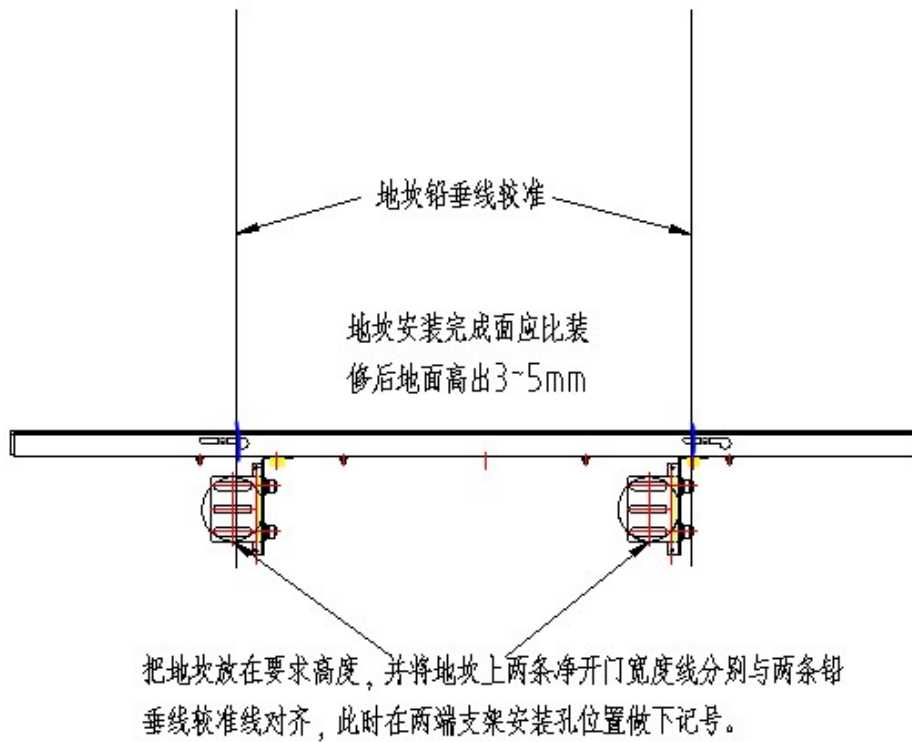 地坎铅垂线较准
地坎安装完成面应比装
修后地面高出3~5mm
把地坎放在要求高度，并将地坎上两条净开门宽度线分别与两条铅
垂线较准线对齐，此时在两端支架安装孔位置做下记号。